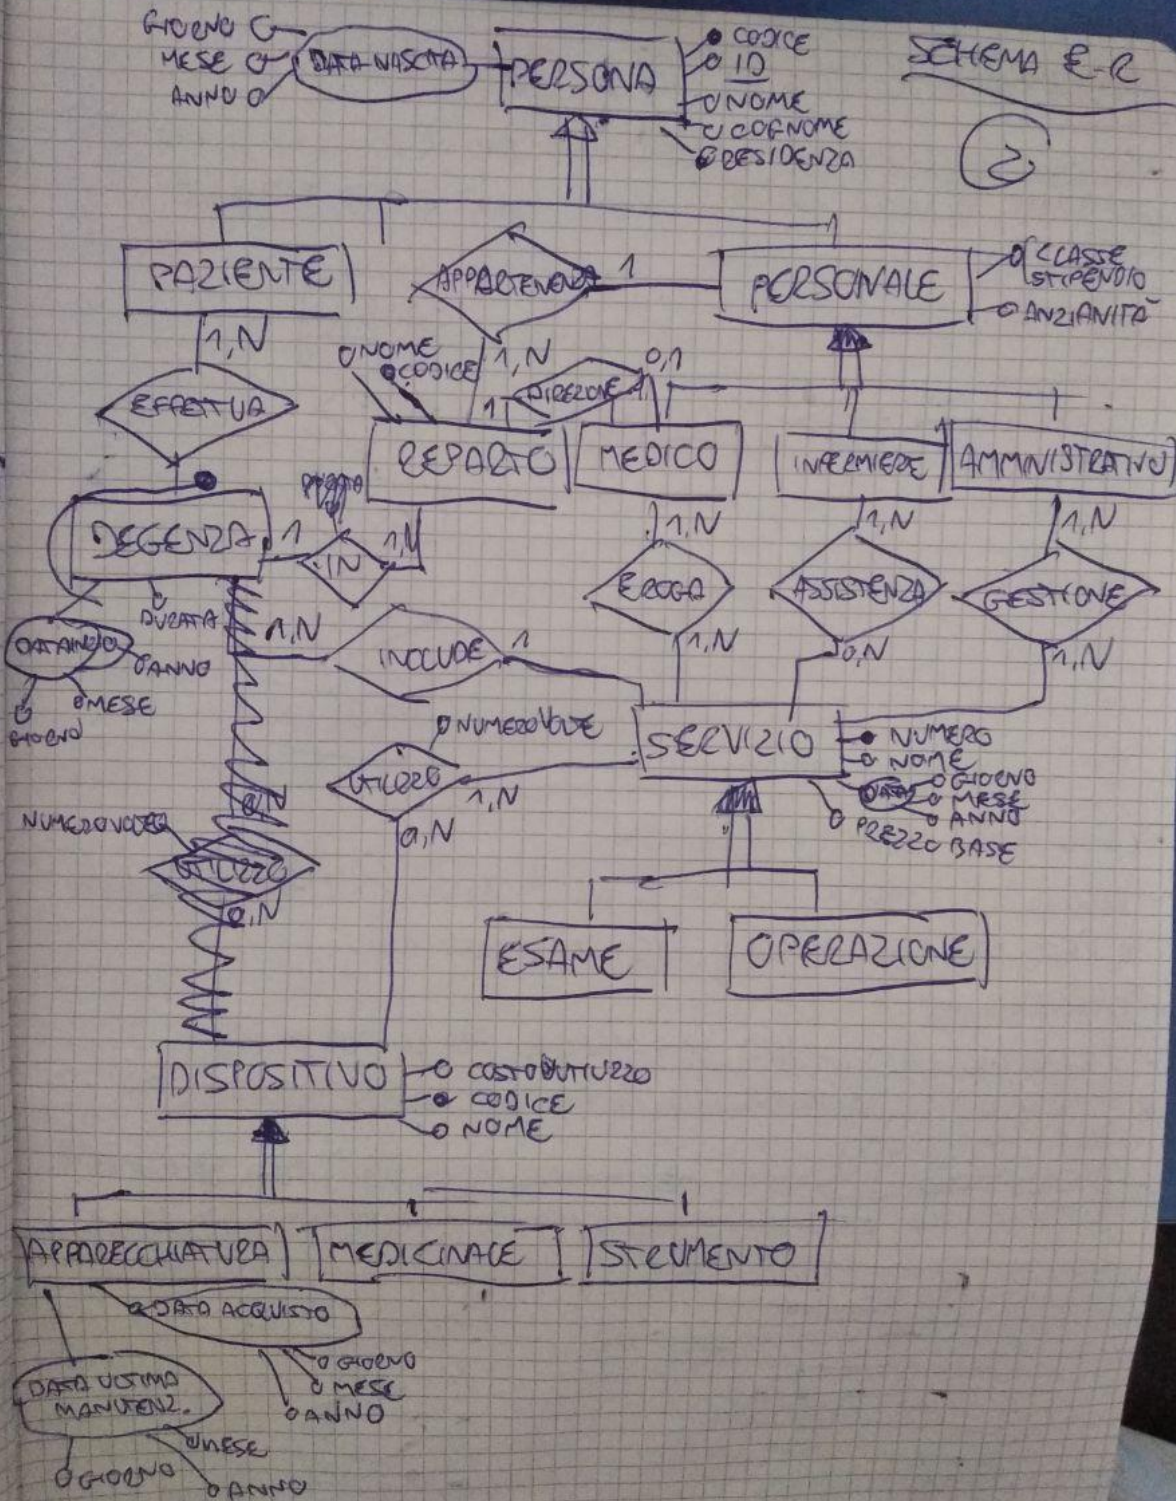 SCHEMA E-R
2
GIORNO
MESE
ANNO
DATA NASCITA
PERSONA
CODICE
ID
NOME
COGNOME
RESIDENZA
PAZIENTE
APPARTENENZA
1
PERSONALE
CLASSE
STIPENDIO
ANZIANITÀ
1,N
NOME
CODICE
1,N
DIREZIONE
0,1
1
EFFETTUA
REPARTO
MEDICO
INFERMIERE
AMMINISTRATIVO
DEGENZA
1
IN
1,N
1,N
1,N
1,N
EROGA
ASSISTENZA
GESTIONE
DURATA
DATA INIZIO
ANNO
MESE
GIORNO
1,N
INCLUDE
1
1,N
0,N
1,N
NUMERO VOLTE
UTILIZZO
1,N
0,N
SERVIZIO
NUMERO
NOME
DATA
GIORNO
MESE
ANNO
PREZZO BASE
NUMERO VOLTE
UTILIZZO
0,N
ESAME
OPERAZIONE
DISPOSITIVO
COSTO UTILIZZO
CODICE
NOME
APPARECCHIATURA
MEDICINALE
STRUMENTO
DATA ACQUISTO
GIORNO
MESE
ANNO
DATA ULTIMA
MANUTENZ.
MESE
GIORNO
ANNO